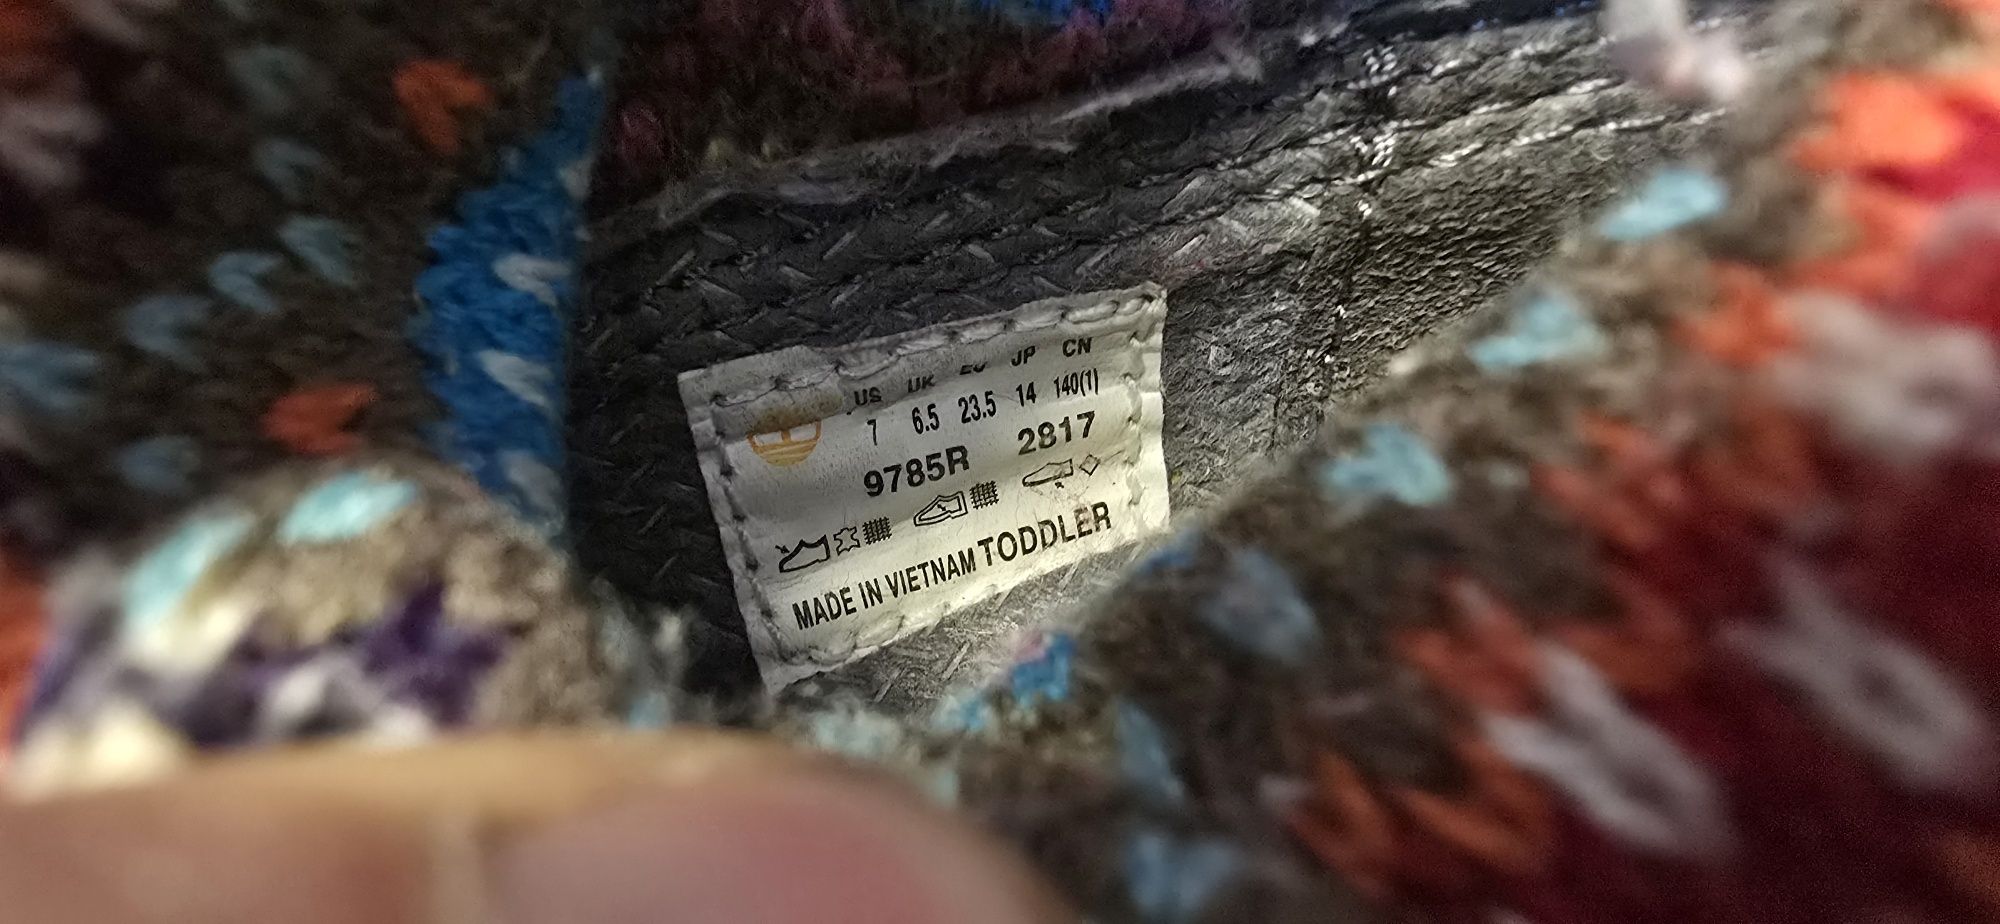 US UK EU JP CN
7 6.5 23.5 14 140(1)
9785R 2817
MADE IN VIETNAM TODDLER